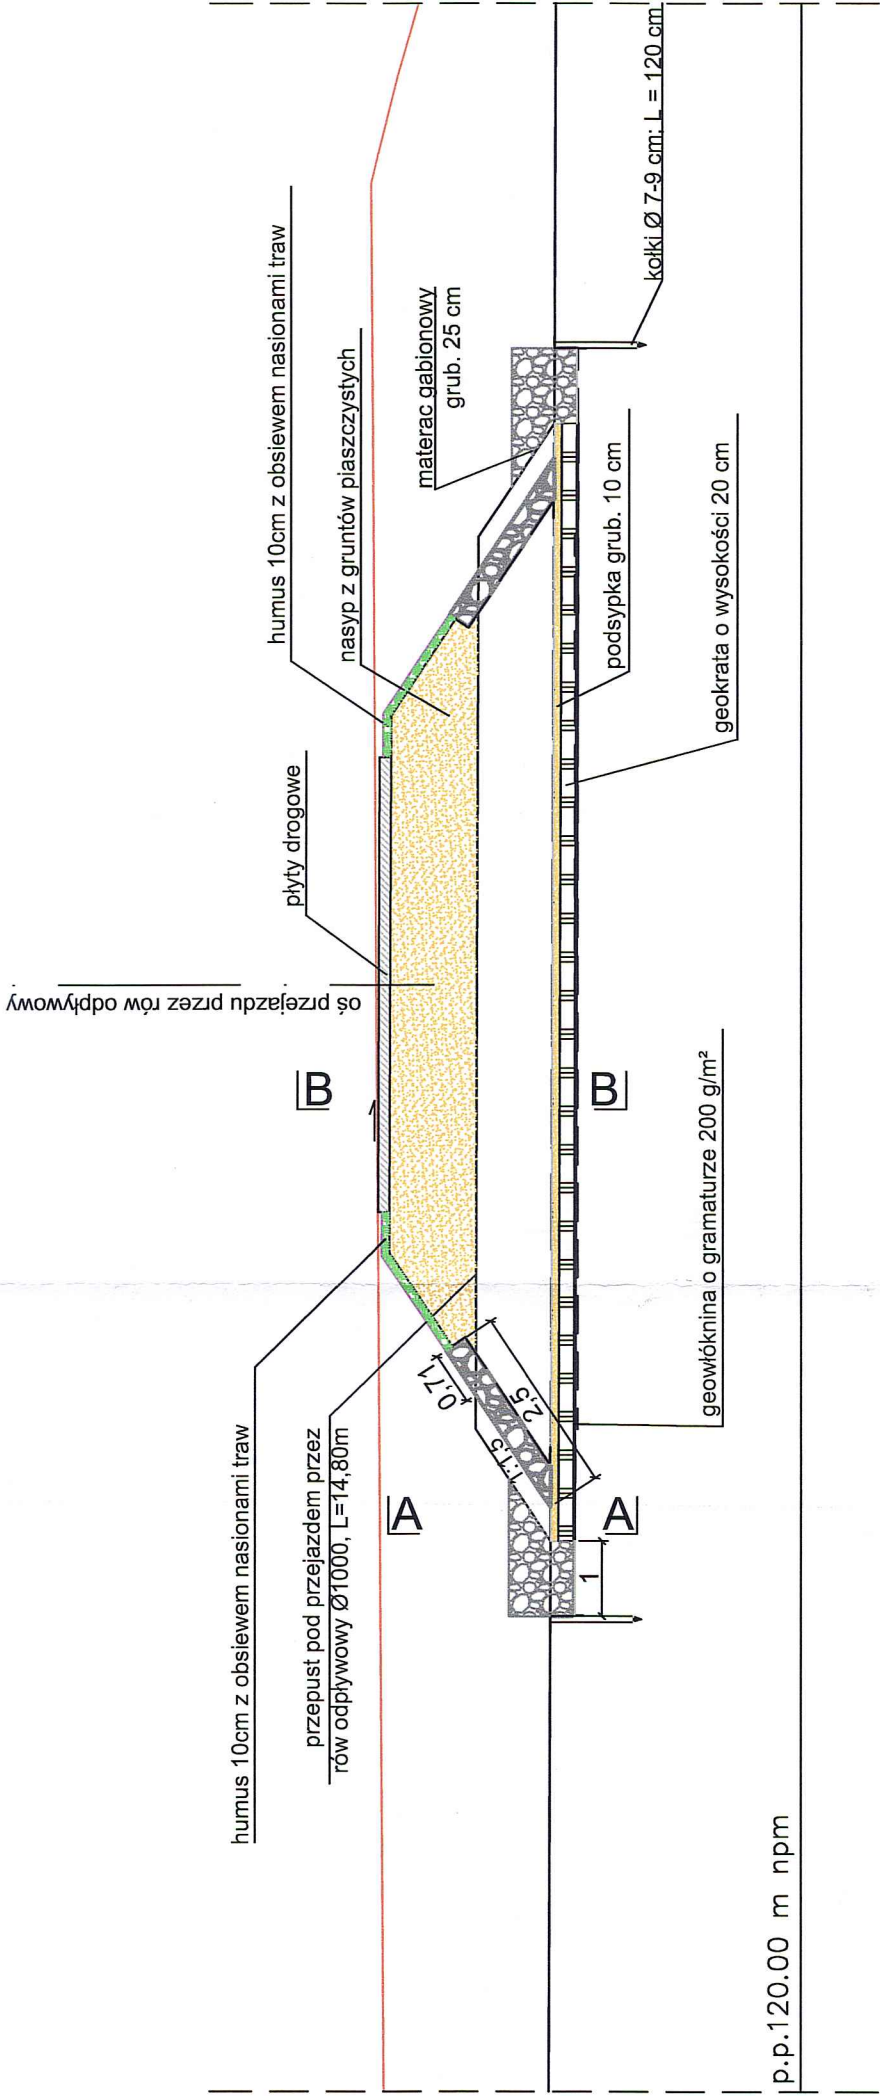 humus 10cm z obsiewem nasionami traw
przepust pod przejazdem przez
rów odpływowy Ø1000, L=14,80m
A
A
1
1:1,5
2,5
0,71
B
B
oś przejazdu przez rów odpływowy
płyty drogowe
humus 10cm z obsiewem nasionami traw
nasyp z gruntów piaszczystych
materac gabionowy
grub. 25 cm
kołki Ø 7-9 cm; L = 120 cm
podsypka grub. 10 cm
geokrata o wysokości 20 cm
geowłóknina o gramaturze 200 g/m²
p.p.120.00 m npm